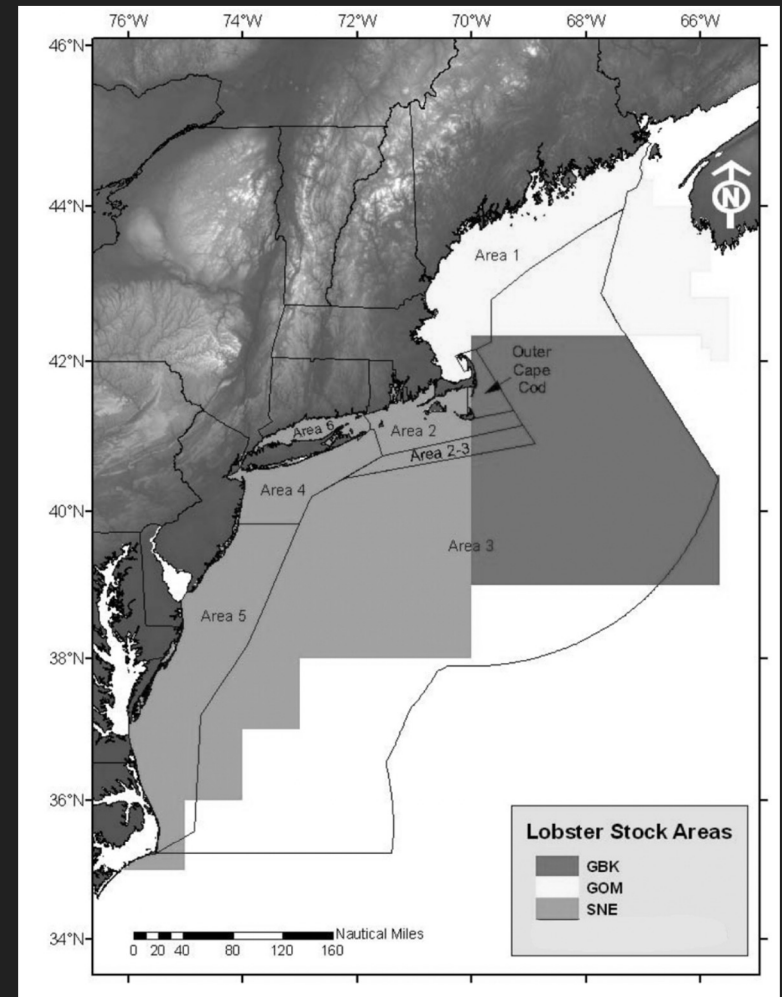 76°W 74°W 72°W 70°W 68°W 66°W
46°N
N
44°N
Area 1
42°N
Outer
Cape
Cod
Area 6
Area 2
Area 2-3
Area 4
40°N
Area 3
Area 5
38°N
36°N
Lobster Stock Areas
GBK
GOM
SNE
34°N
Nautical Miles
0 20 40 80 120 160